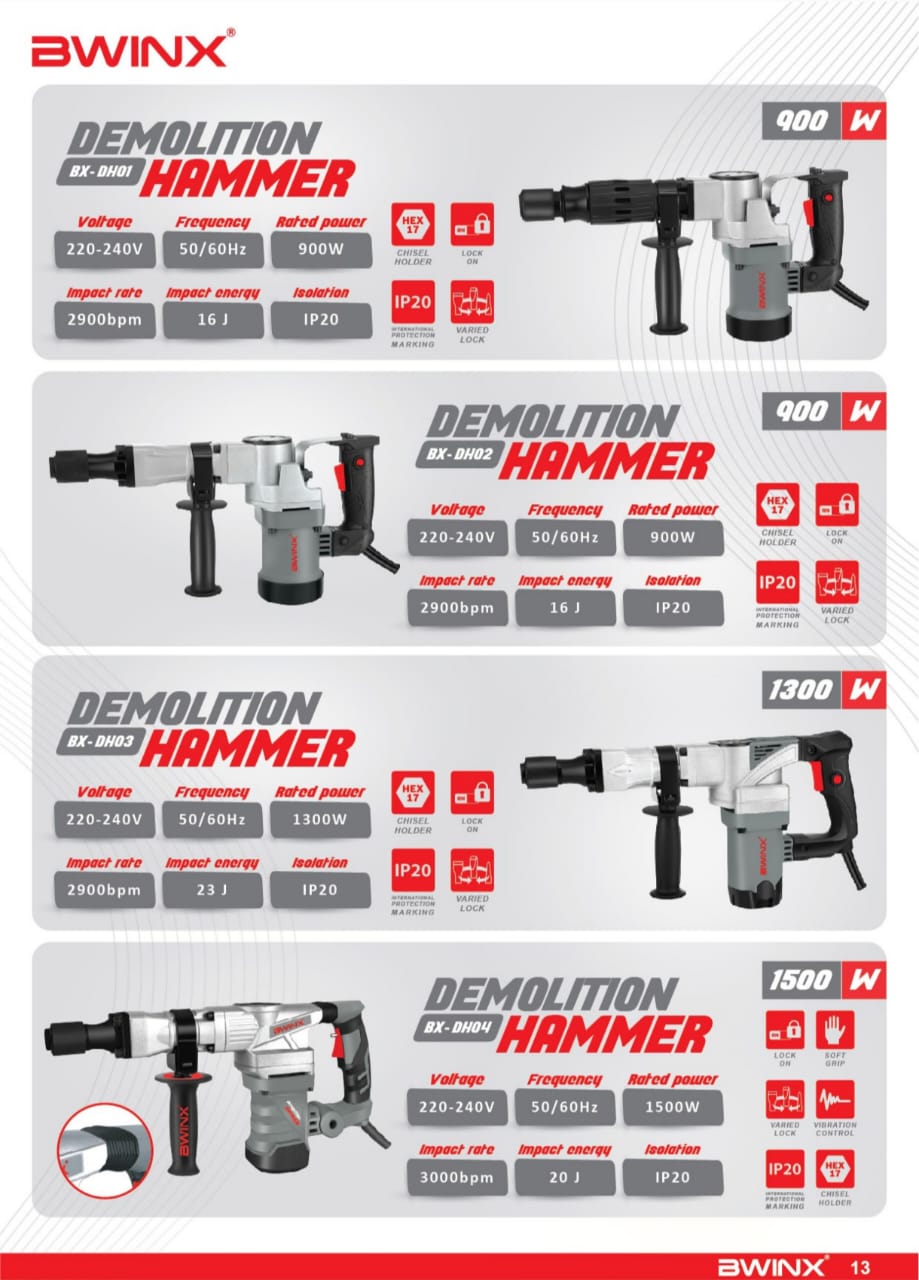 BWINX®
900 W
DEMOLITION
BX-DH01 HAMMER
Voltage Frequency Rated power
220-240V 50/60Hz 900W
Impact rate Impact energy Isolation
2900bpm 16 J IP20
HEX
17
CHISEL
HOLDER
LOCK
ON
IP20
INTERNATIONAL
PROTECTION
MARKING
VARIED
LOCK
BWINX
900 W
DEMOLITION
BX-DH02 HAMMER
Voltage Frequency Rated power
220-240V 50/60Hz 900W
Impact rate Impact energy Isolation
2900bpm 16 J IP20
HEX
17
CHISEL
HOLDER
LOCK
ON
IP20
INTERNATIONAL
PROTECTION
MARKING
VARIED
LOCK
BWINX
1300 W
DEMOLITION
BX-DH03 HAMMER
Voltage Frequency Rated power
220-240V 50/60Hz 1300W
Impact rate Impact energy Isolation
2900bpm 23 J IP20
HEX
17
CHISEL
HOLDER
LOCK
ON
IP20
INTERNATIONAL
PROTECTION
MARKING
VARIED
LOCK
BWINX
1500 W
DEMOLITION
BX-DH04 HAMMER
Voltage Frequency Rated power
220-240V 50/60Hz 1500W
Impact rate Impact energy Isolation
3000bpm 20 J IP20
LOCK
ON
SOFT
GRIP
VARIED
LOCK
VIBRATION
CONTROL
IP20
INTERNATIONAL
PROTECTION
MARKING
HEX
17
CHISEL
HOLDER
BWINX
BWINX
BWINX® 13